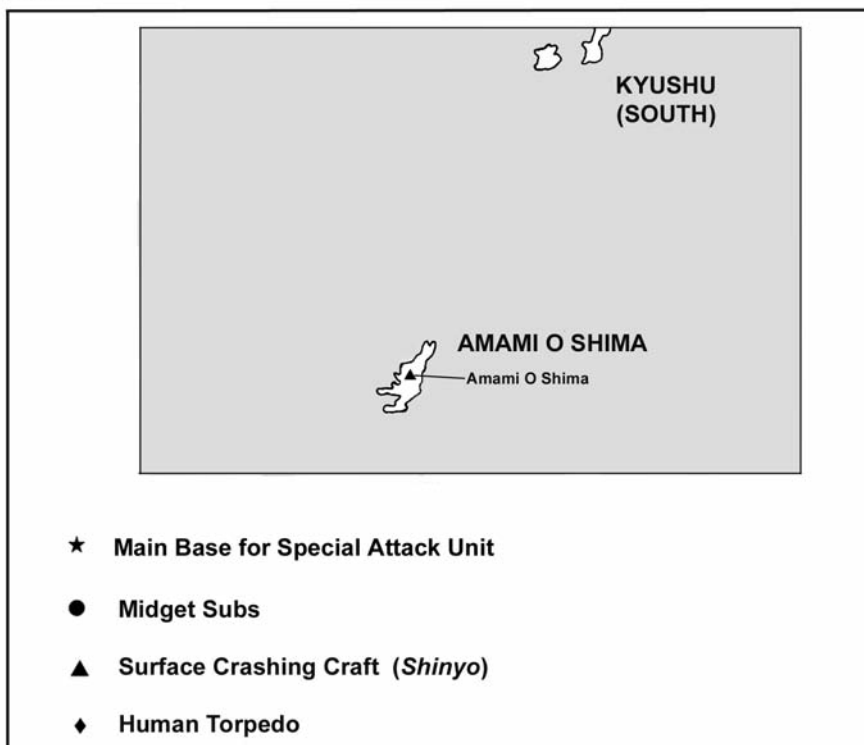 KYUSHU
(SOUTH)
AMAMI O SHIMA
Amami O Shima
Main Base for Special Attack Unit
Midget Subs
Surface Crashing Craft (Shinyo)
Human Torpedo